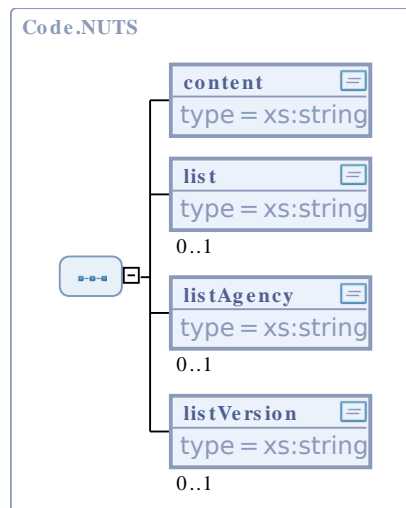 Code.NUTS
content
type = xs:string
list
type = xs:string
0..1
listAgency
type = xs:string
0..1
listVersion
type = xs:string
0..1